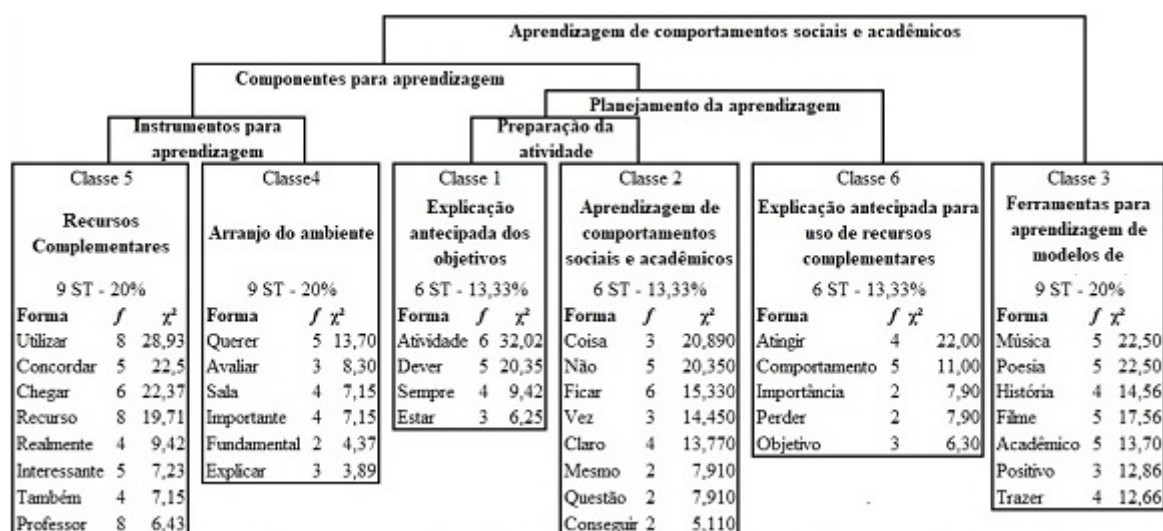 Aprendizagem de comportamentos sociais e acadêmicos
Componentes para aprendizagem
Planejamento da aprendizagem
Instrumentos para
aprendizagem
Preparação da
atividade
Classe 5
Recursos
Complementares
9 ST - 20%
Forma f χ²
Utilizar 8 28,93
Concordar 5 22,5
Chegar 6 22,37
Recurso 8 19,71
Realmente 4 9,42
Interessante 5 7,23
Também 4 7,15
Professor 8 6,43
Classe4
Arranjo do ambiente
9 ST - 20%
Forma f χ²
Querer 5 13,70
Avaliar 3 8,30
Sala 4 7,15
Importante 4 7,15
Fundamental 2 4,37
Explicar 3 3,89
Classe 1
Explicação
antecipada dos
objetivos
6 ST - 13,33%
Forma f χ²
Atividade 6 32,02
Dever 5 20,35
Sempre 4 9,42
Estar 3 6,25
Classe 2
Aprendizagem de
comportamentos
sociais e acadêmicos
6 ST - 13,33%
Forma f χ²
Coisa 3 20,890
Não 5 20,350
Ficar 6 15,330
Vez 3 14,450
Claro 4 13,770
Mesmo 2 7,910
Questão 2 7,910
Conseguir 2 5,110
Classe 6
Explicação antecipada para
uso de recursos
complementares
6 ST - 13,33%
Forma f χ²
Atingir 4 22,00
Comportamento 5 11,00
Importância 2 7,90
Perder 2 7,90
Objetivo 3 6,30
Classe 3
Ferramentas para
aprendizagem de
modelos de
9 ST - 20%
Forma f χ²
Música 5 22,50
Poesia 5 22,50
História 4 14,56
Filme 5 17,56
Acadêmico 5 13,70
Positivo 3 12,86
Trazer 4 12,66